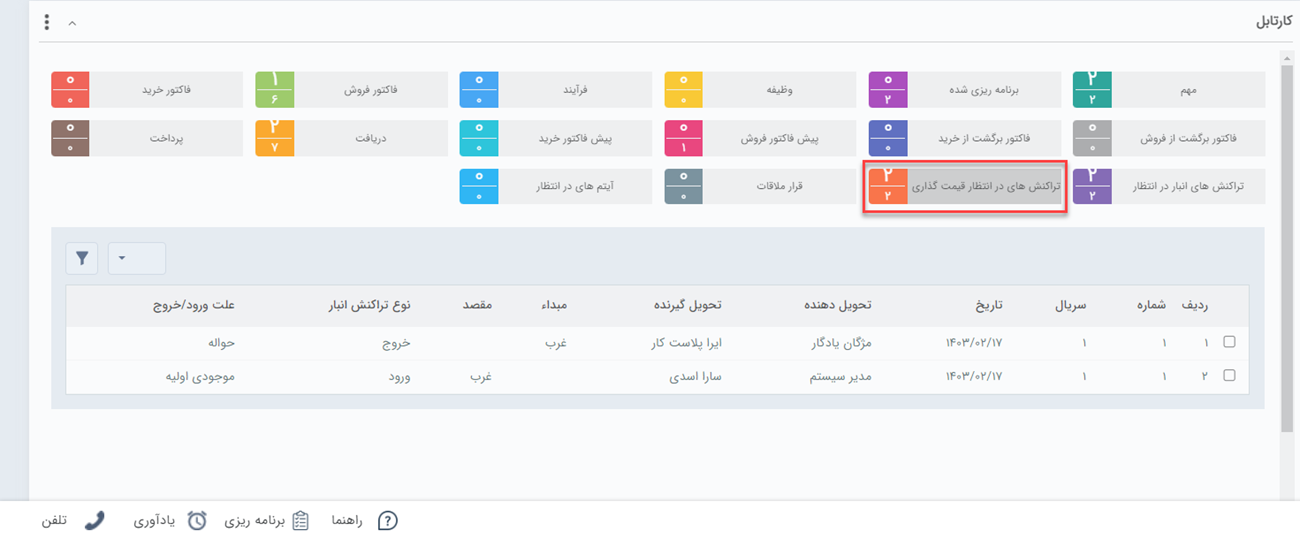 کارتابل
مهم ۲ ۲
برنامه ریزی شده ۰ ۲
وظیفه ۰ ۰
فرآیند ۰ ۰
فاکتور فروش ۱ ۶
فاکتور خرید ۰ ۰
فاکتور برگشت از فروش ۰ ۰
فاکتور برگشت از خرید ۰ ۰
پیش فاکتور فروش ۰ ۱
پیش فاکتور خرید ۰ ۰
دریافت ۲ ۷
پرداخت ۰ ۰
تراکنش های انبار در انتظار ۲ ۲
تراکنش های در انتظار قیمت گذاری ۲ ۲
قرار ملاقات ۰ ۰
آیتم های در انتظار ۰ ۰
ردیف شماره سریال تاریخ تحویل دهنده تحویل گیرنده مبداء مقصد نوع تراکنش انبار علت ورود/خروج
۱ ۱ ۱ ۱۴۰۳/۰۲/۱۷ مژگان یادگار ایرا پلاست کار غرب خروج حواله
۲ ۱ ۱ ۱۴۰۳/۰۲/۱۷ مدیر سیستم سارا اسدی غرب ورود موجودی اولیه
راهنما برنامه ریزی یادآوری تلفن